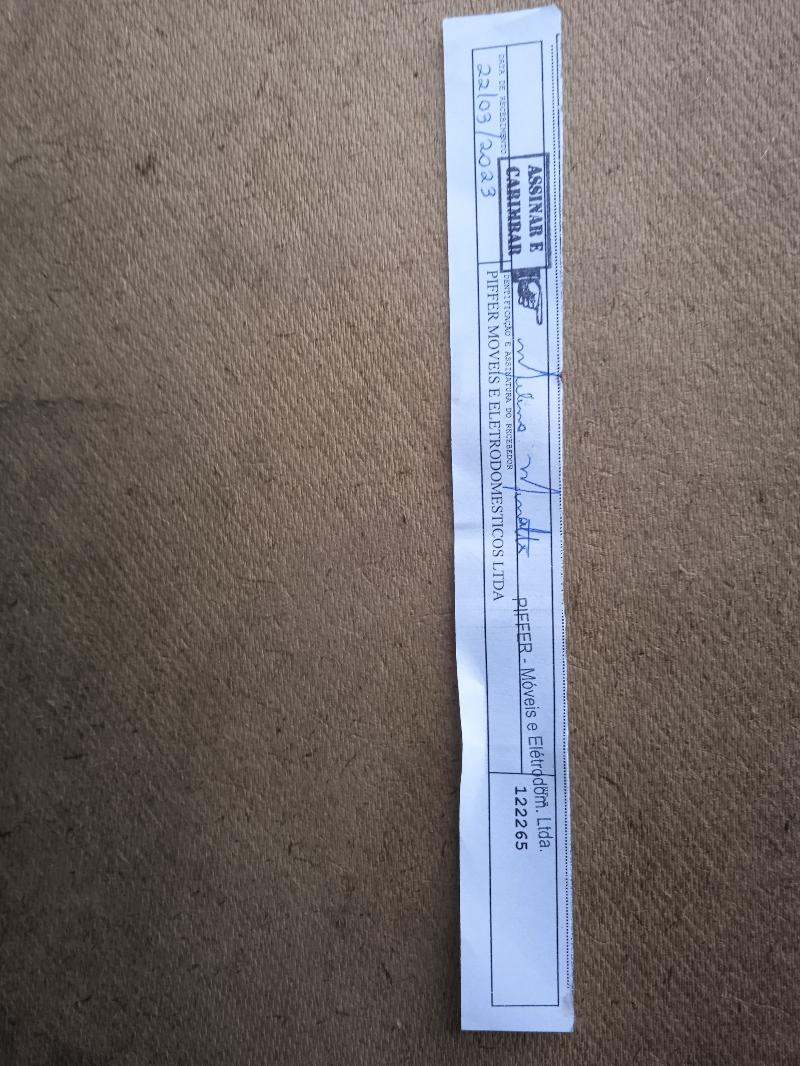 ASSINAR E
CARIMBAR
DATA DE RECEBIMENTO
22/03/2023
IDENTIFICAÇÃO E ASSINATURA DO RECEBEDOR
PIFFER MOVEIS E ELETRODOMESTICOS LTDA
PIFFER - Móveis e Eletrodom. Ltda.
122265